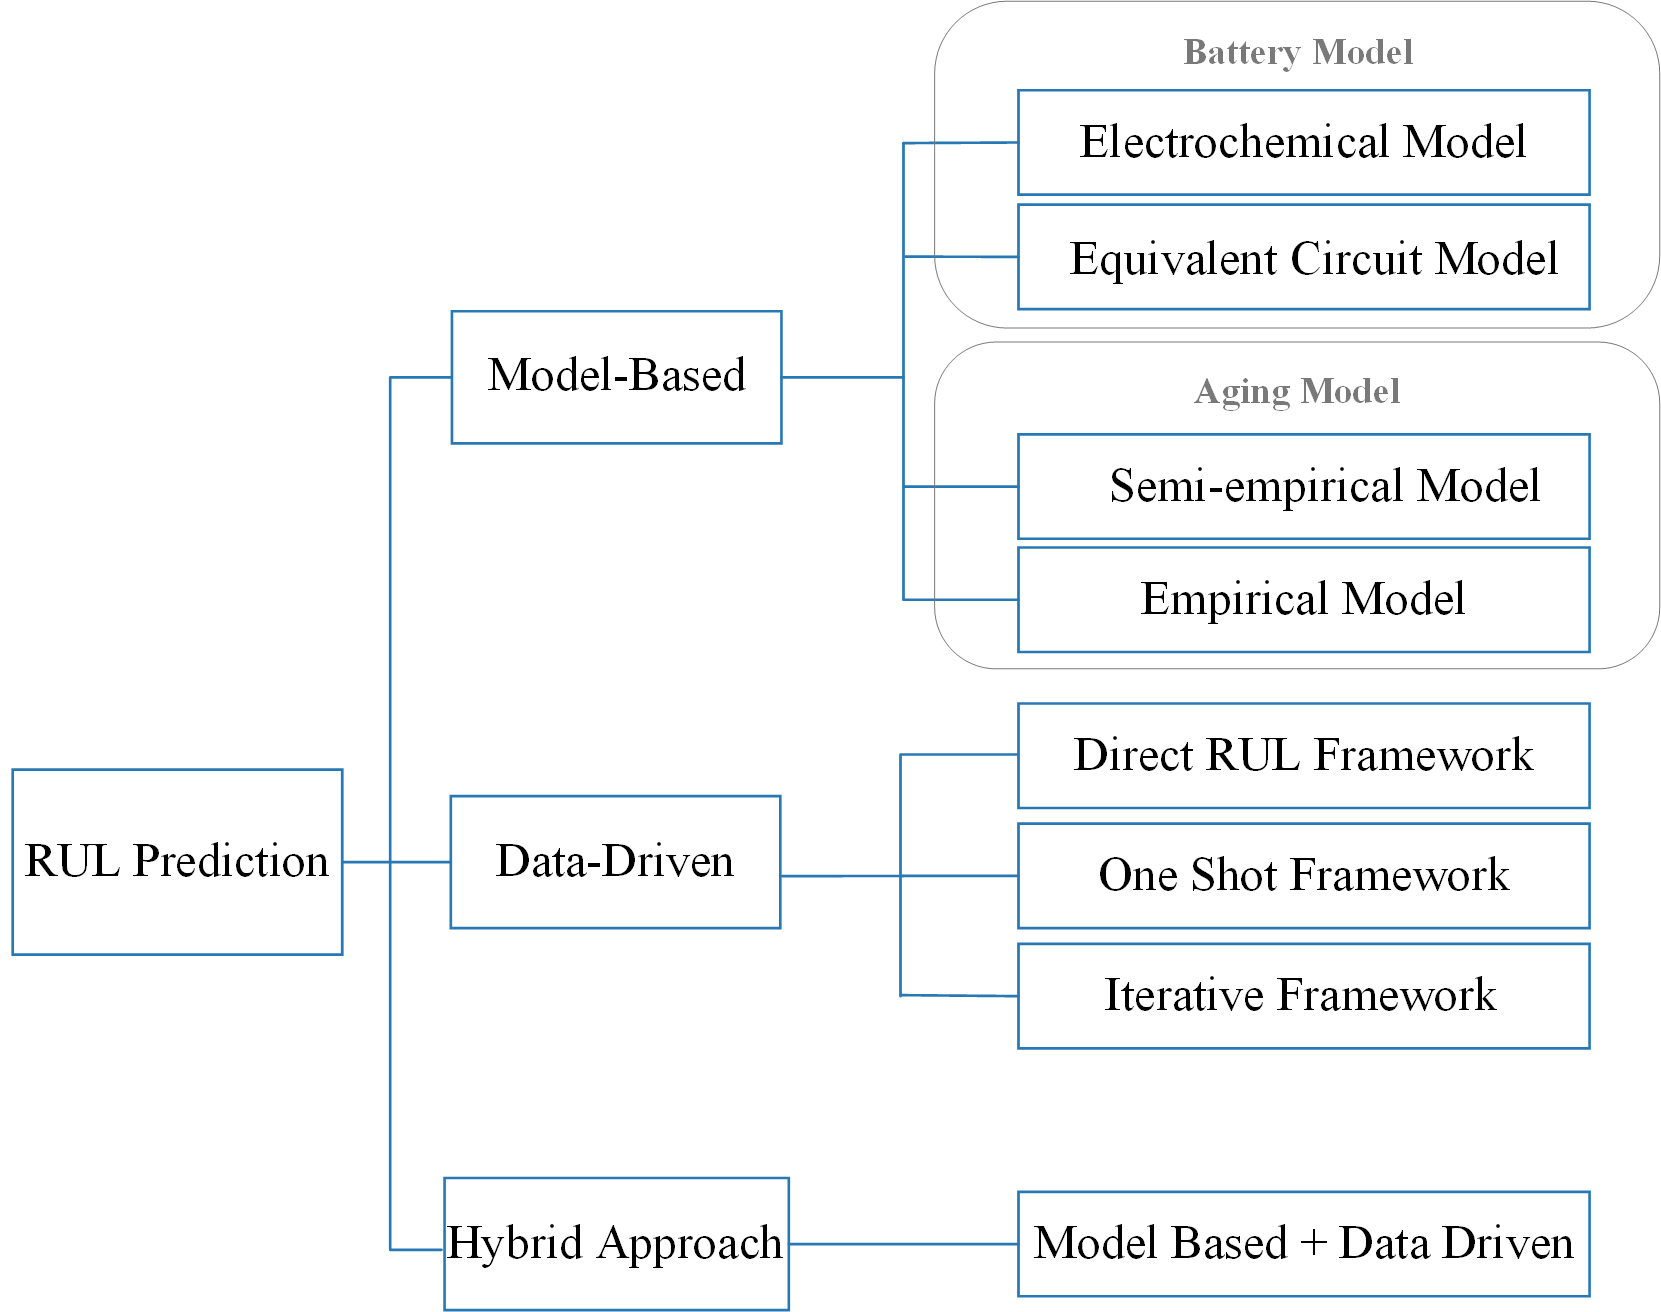 Battery Model
Electrochemical Model
Equivalent Circuit Model
Model-Based
Aging Model
Semi-empirical Model
Empirical Model
Direct RUL Framework
RUL Prediction
Data-Driven
One Shot Framework
Iterative Framework
Hybrid Approach
Model Based + Data Driven